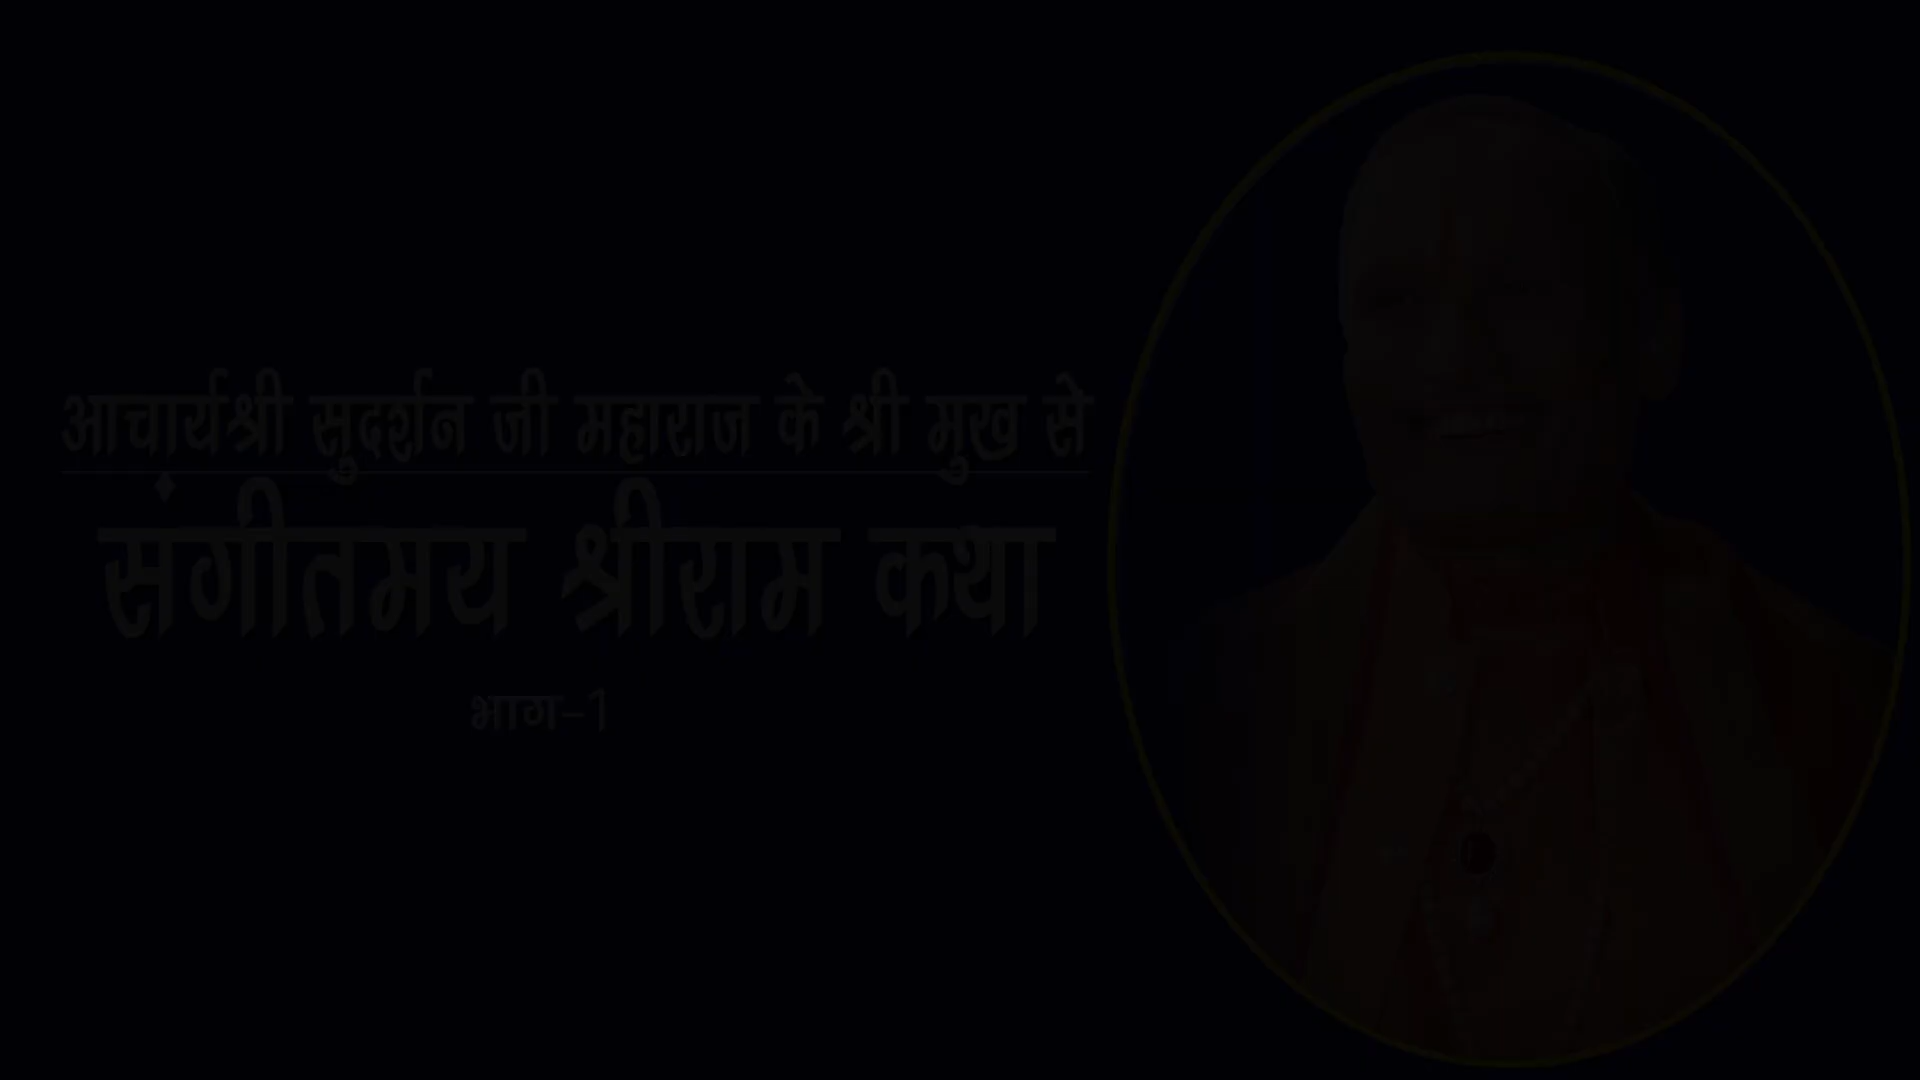 आचार्यश्री सुदर्शन जी महाराज के श्री मुख से
संगीतमय श्रीराम कथा
भाग-1